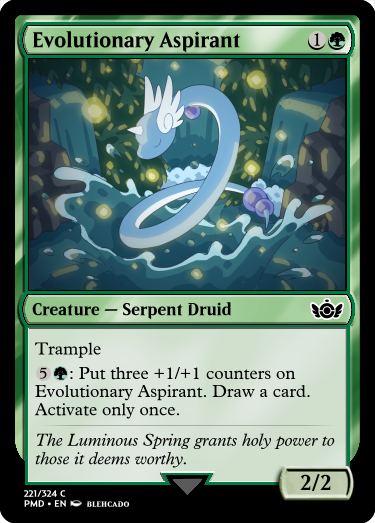 Evolutionary Aspirant 1
Creature — Serpent Druid
Trample
5 : Put three +1/+1 counters on
Evolutionary Aspirant. Draw a card.
Activate only once.
The Luminous Spring grants holy power to
those it deems worthy.
2/2
221/324 C
PMD • EN BLEHCADO